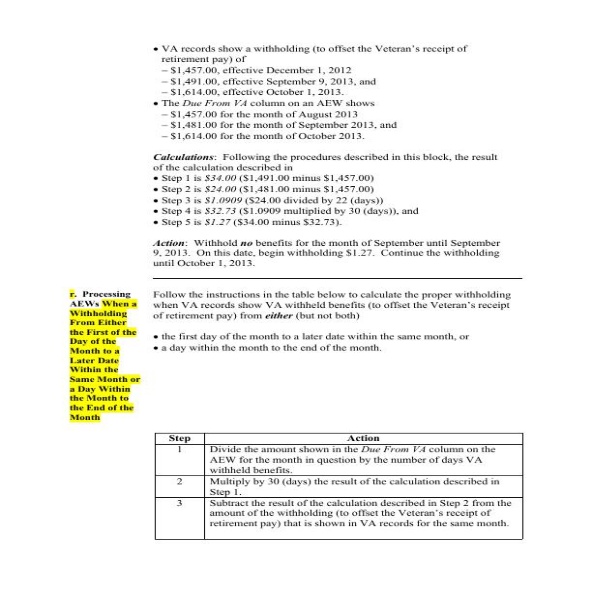 • VA records show a withholding (to offset the Veteran's receipt of
retirement pay) of
– $1,457.00, effective December 1, 2012
– $1,491.00, effective September 9, 2013, and
– $1,614.00, effective October 1, 2013.
• The Due From VA column on an AEW shows
– $1,457.00 for the month of August 2013
– $1,481.00 for the month of September 2013, and
– $1,614.00 for the month of October 2013.
Calculations: Following the procedures described in this block, the result
of the calculation described in
• Step 1 is $34.00 ($1,491.00 minus $1,457.00)
• Step 2 is $24.00 ($1,481.00 minus $1,457.00)
• Step 3 is $1.0909 ($24.00 divided by 22 (days))
• Step 4 is $32.73 ($1.0909 multiplied by 30 (days)), and
• Step 5 is $1.27 ($34.00 minus $32.73).
Action: Withhold no benefits for the month of September until September
9, 2013. On this date, begin withholding $1.27. Continue the withholding
until October 1, 2013.
r. Processing
AEWs When a
Withholding
From Either
the First of the
Day of the
Month to a
Later Date
Within the
Same Month or
a Day Within
the Month to
the End of the
Month
Follow the instructions in the table below to calculate the proper withholding
when VA records show VA withheld benefits (to offset the Veteran's receipt
of retirement pay) from either (but not both)
• the first day of the month to a later date within the same month, or
• a day within the month to the end of the month.
Step Action
1 Divide the amount shown in the Due From VA column on the
AEW for the month in question by the number of days VA
withheld benefits.
2 Multiply by 30 (days) the result of the calculation described in
Step 1.
3 Subtract the result of the calculation described in Step 2 from the
amount of the withholding (to offset the Veteran's receipt of
retirement pay) that is shown in VA records for the same month.